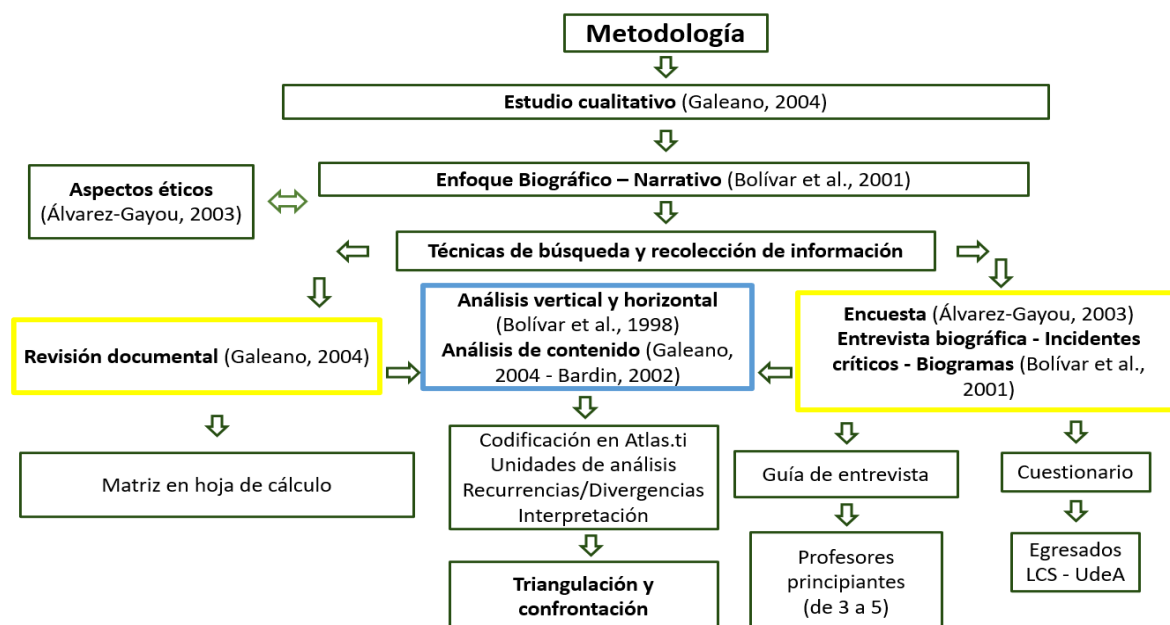 Metodología
Estudio cualitativo (Galeano, 2004)
Aspectos éticos
(Álvarez-Gayou, 2003)
Enfoque Biográfico – Narrativo (Bolívar et al., 2001)
Técnicas de búsqueda y recolección de información
Revisión documental (Galeano, 2004)
Análisis vertical y horizontal
(Bolívar et al., 1998)
Análisis de contenido (Galeano,
2004 - Bardin, 2002)
Encuesta (Álvarez-Gayou, 2003)
Entrevista biográfica - Incidentes
críticos - Biogramas (Bolívar et al.,
2001)
Matriz en hoja de cálculo
Codificación en Atlas.ti
Unidades de análisis
Recurrencias/Divergencias
Interpretación
Guía de entrevista
Cuestionario
Triangulación y
confrontación
Profesores
principiantes
(de 3 a 5)
Egresados
LCS - UdeA